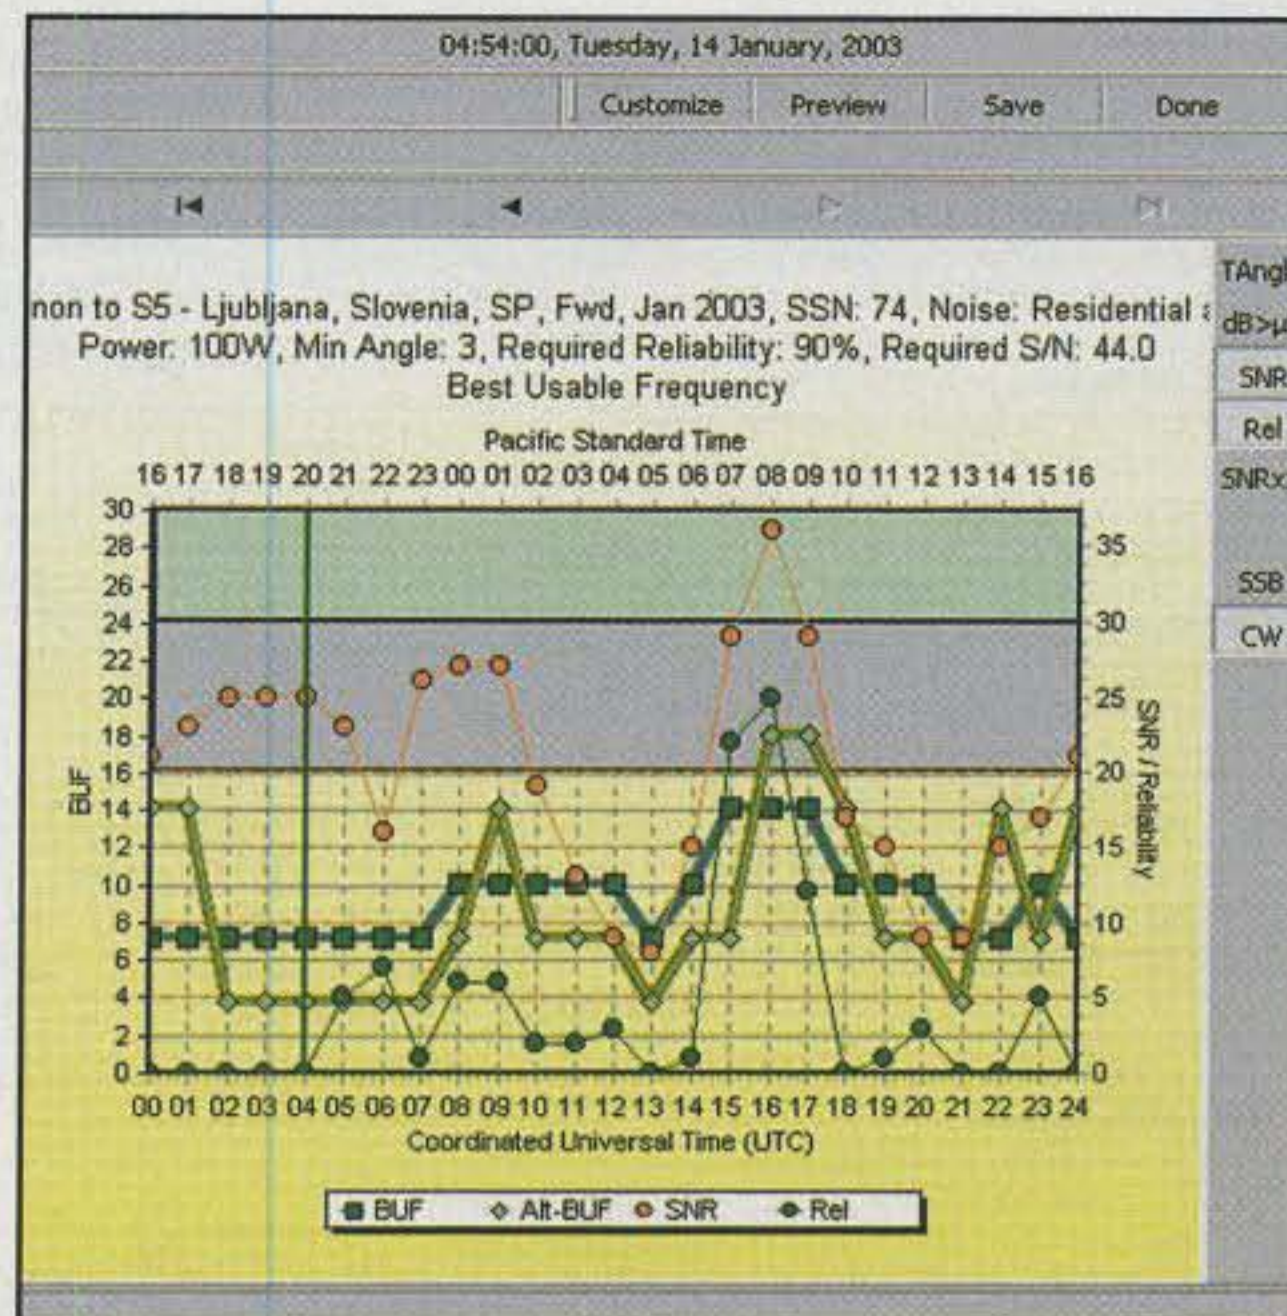 04:54:00, Tuesday, 14 January, 2003
Customize Preview Save Done
non to S5 - Ljubljana, Slovenia, SP, Fwd, Jan 2003, SSN: 74, Noise: Residential
Power: 100W, Min Angle: 3, Required Reliability: 90%, Required S/N: 44.0
Best Usable Frequency
Pacific Standard Time
16 17 18 19 20 21 22 23 00 01 02 03 04 05 06 07 08 09 10 11 12 13 14 15 16
30
28
26
24
22
20
18
16
14
12
10
8
6
4
2
0
BUF
35
30
25
20
15
10
5
0
SNR / Reliability
00 01 02 03 04 05 06 07 08 09 10 11 12 13 14 15 16 17 18 19 20 21 22 23 24
Coordinated Universal Time (UTC)
BUF Alt-BUF SNR Rel
TAngl
dB>µ
SNR
Rel
SNRx
SSB
CW